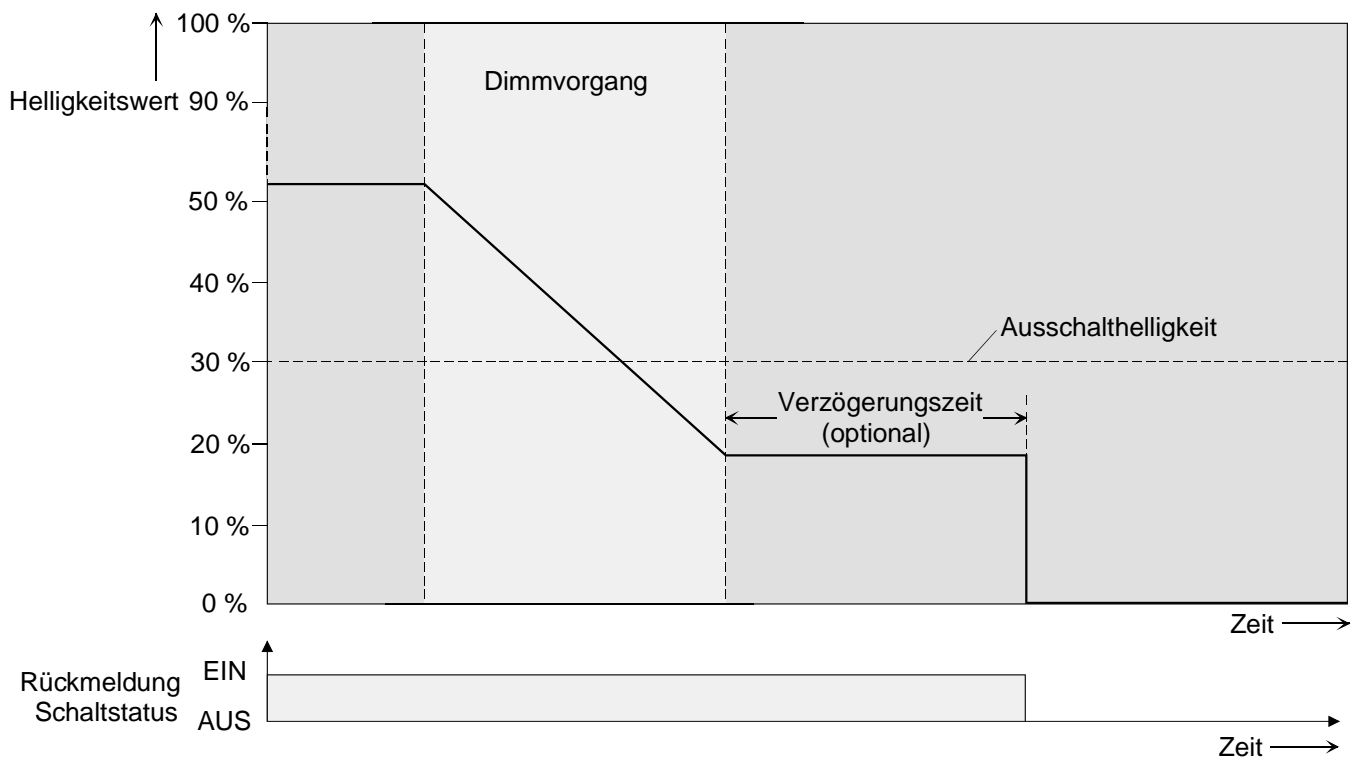 100 %
Dimmvorgang
Helligkeitswert 90 %
50 %
40 %
Ausschalthelligkeit
30 %
Verzögerungszeit
(optional)
20 %
10 %
0 %
Zeit
EIN
Rückmeldung
Schaltstatus
AUS
Zeit